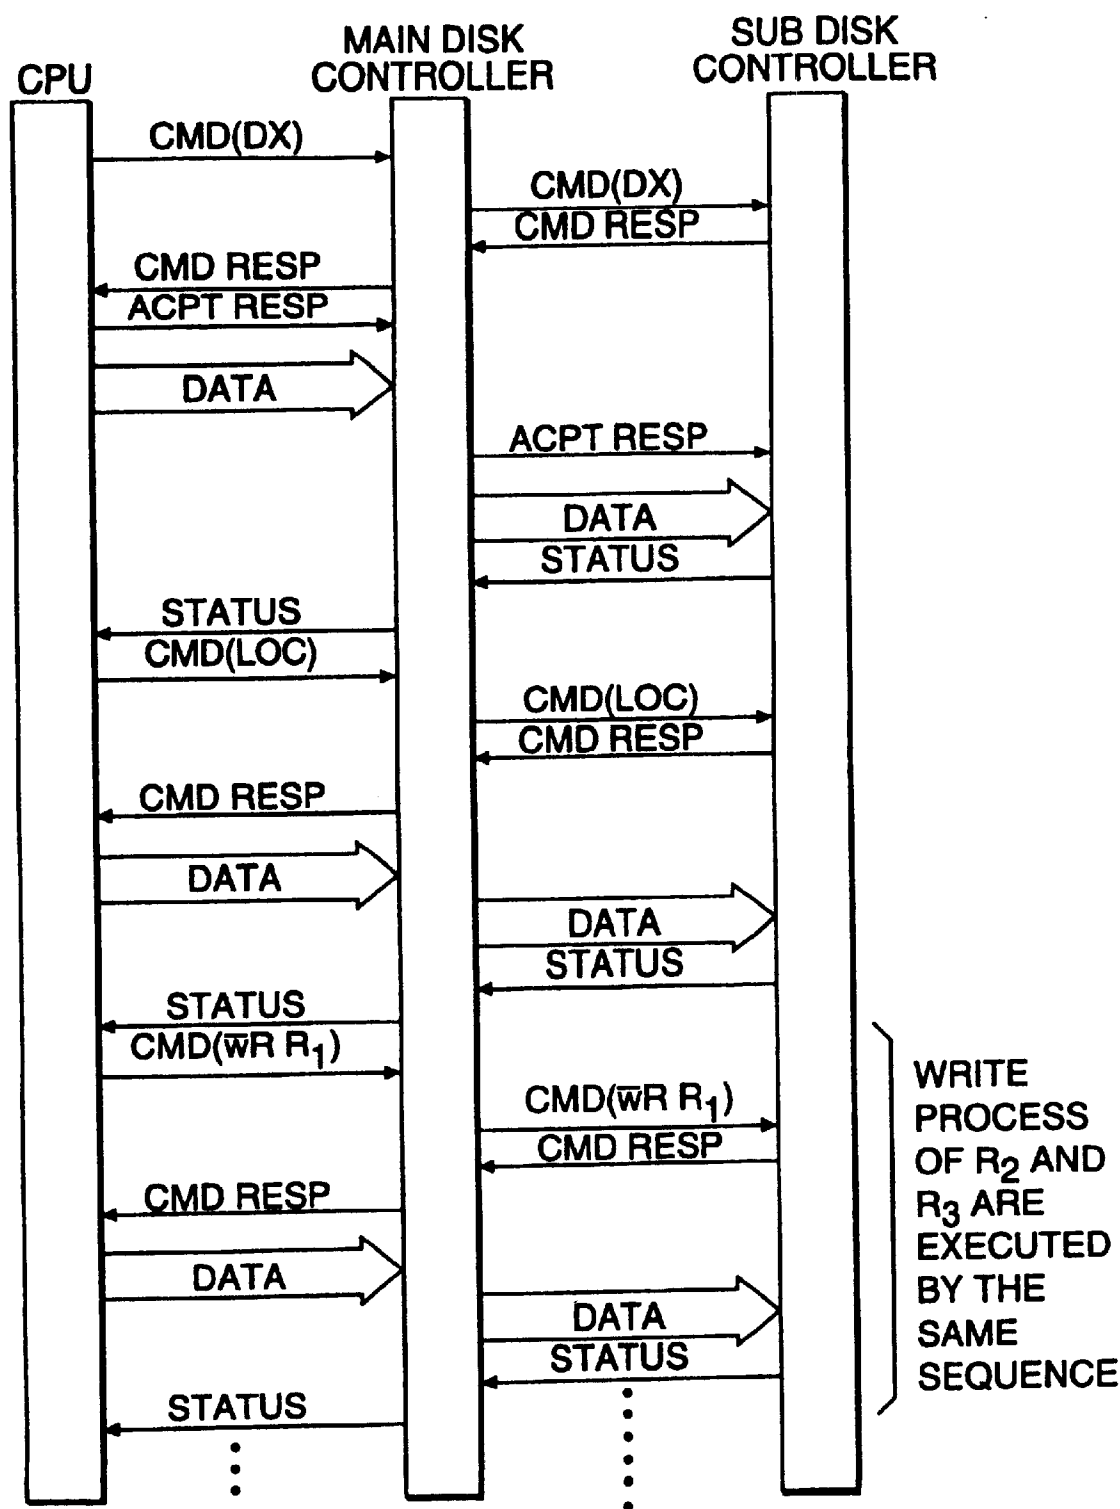 CPU
MAIN DISK
CONTROLLER
SUB DISK
CONTROLLER
CMD(DX)
CMD(DX)
CMD RESP
CMD RESP
ACPT RESP
DATA
ACPT RESP
DATA
STATUS
STATUS
CMD(LOC)
CMD(LOC)
CMD RESP
CMD RESP
DATA
DATA
STATUS
STATUS
CMD(w̅R R₁)
CMD(w̅R R₁)
CMD RESP
CMD RESP
DATA
DATA
STATUS
STATUS
WRITE
PROCESS
OF R₂ AND
R₃ ARE
EXECUTED
BY THE
SAME
SEQUENCE